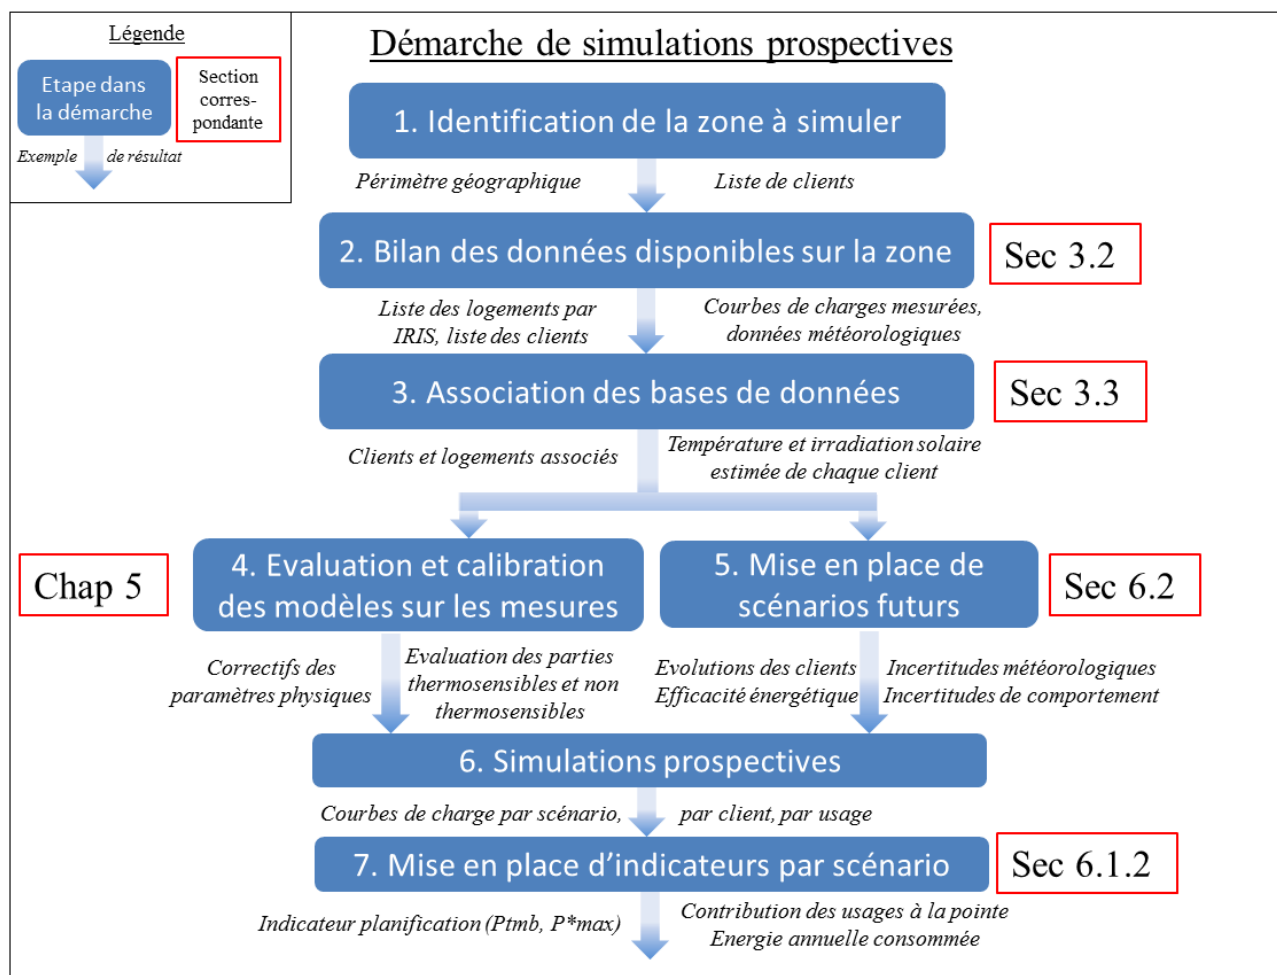 Légende
Etape dans
la démarche
Section
corres-
pondante
Exemple de résultat
Démarche de simulations prospectives
1. Identification de la zone à simuler
Périmètre géographique
Liste de clients
2. Bilan des données disponibles sur la zone
Sec 3.2
Liste des logements par
IRIS, liste des clients
Courbes de charges mesurées,
données météorologiques
3. Association des bases de données
Sec 3.3
Clients et logements associés
Température et irradiation solaire
estimée de chaque client
Chap 5
4. Evaluation et calibration
des modèles sur les mesures
5. Mise en place de
scénarios futurs
Sec 6.2
Correctifs des
paramètres physiques
Evaluation des parties
thermosensibles et non
thermosensibles
Evolutions des clients
Efficacité énergétique
Incertitudes météorologiques
Incertitudes de comportement
6. Simulations prospectives
Courbes de charge par scénario,
par client, par usage
7. Mise en place d’indicateurs par scénario
Sec 6.1.2
Indicateur planification (Ptmb, P*max)
Contribution des usages à la pointe
Energie annuelle consommée